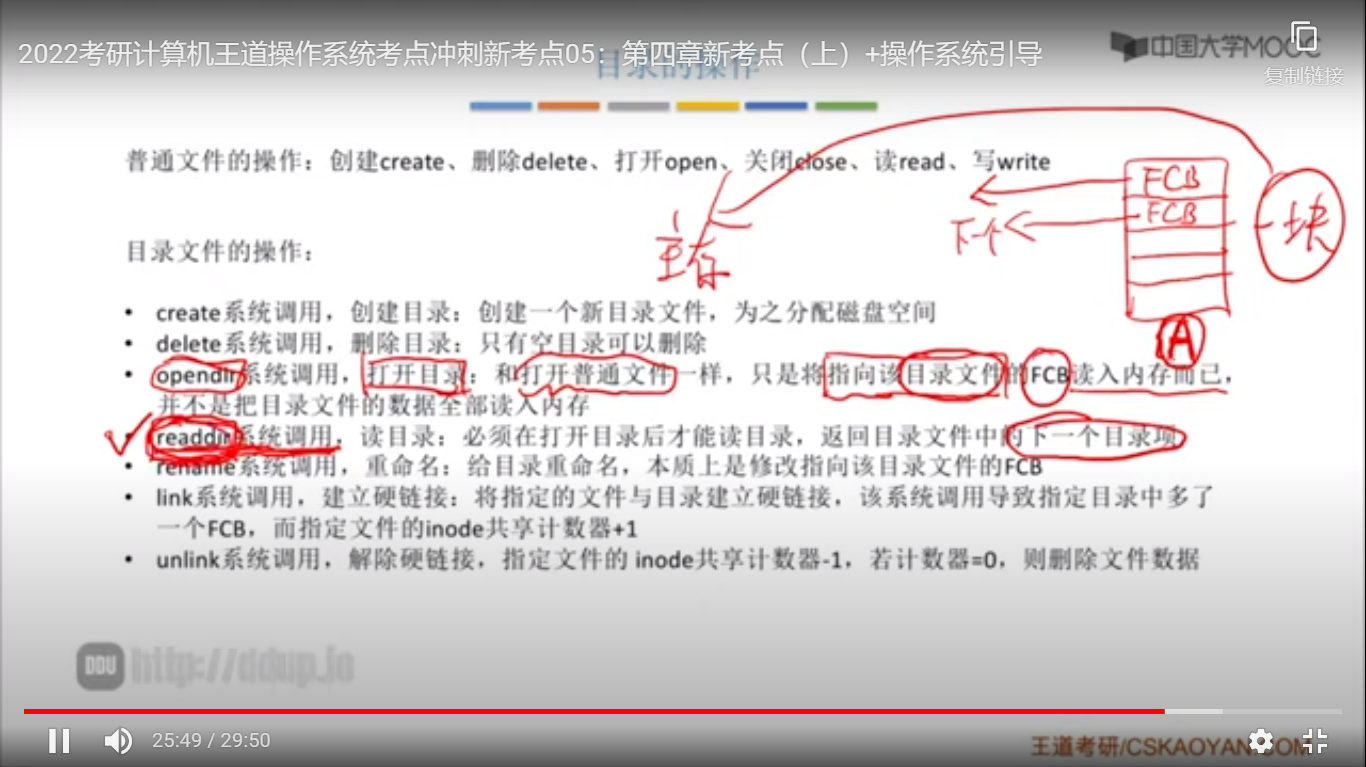 2022考研计算机王道操作系统考点冲刺新考点05：第四章新考点（上）+操作系统引导
中国大学MOOC
目录的操作
复制链接
普通文件的操作：创建create、删除delete、打开open、关闭close、读read、写write
FCB
FCB
块
下一个
主存
A
目录文件的操作：
• create系统调用，创建目录：创建一个新目录文件，为之分配磁盘空间
• delete系统调用，删除目录：只有空目录可以删除
• opendir系统调用，打开目录：和打开普通文件一样，只是将指向该目录文件的FCB读入内存而已，
并不是把目录文件的数据全部读入内存
• readdir系统调用，读目录：必须在打开目录后才能读目录，返回目录文件中的下一个目录项
• rename系统调用，重命名：给目录重命名，本质上是修改指向该目录文件的FCB
• link系统调用，建立硬链接：将指定的文件与目录建立硬链接，该系统调用导致指定目录中多了
一个FCB，而指定文件的inode共享计数器+1
• unlink系统调用，解除硬链接，指定文件的 inode共享计数器-1，若计数器=0，则删除文件数据
DDU http://ddup.io
25:49 / 29:50
王道考研/CSKAOYAN.COM